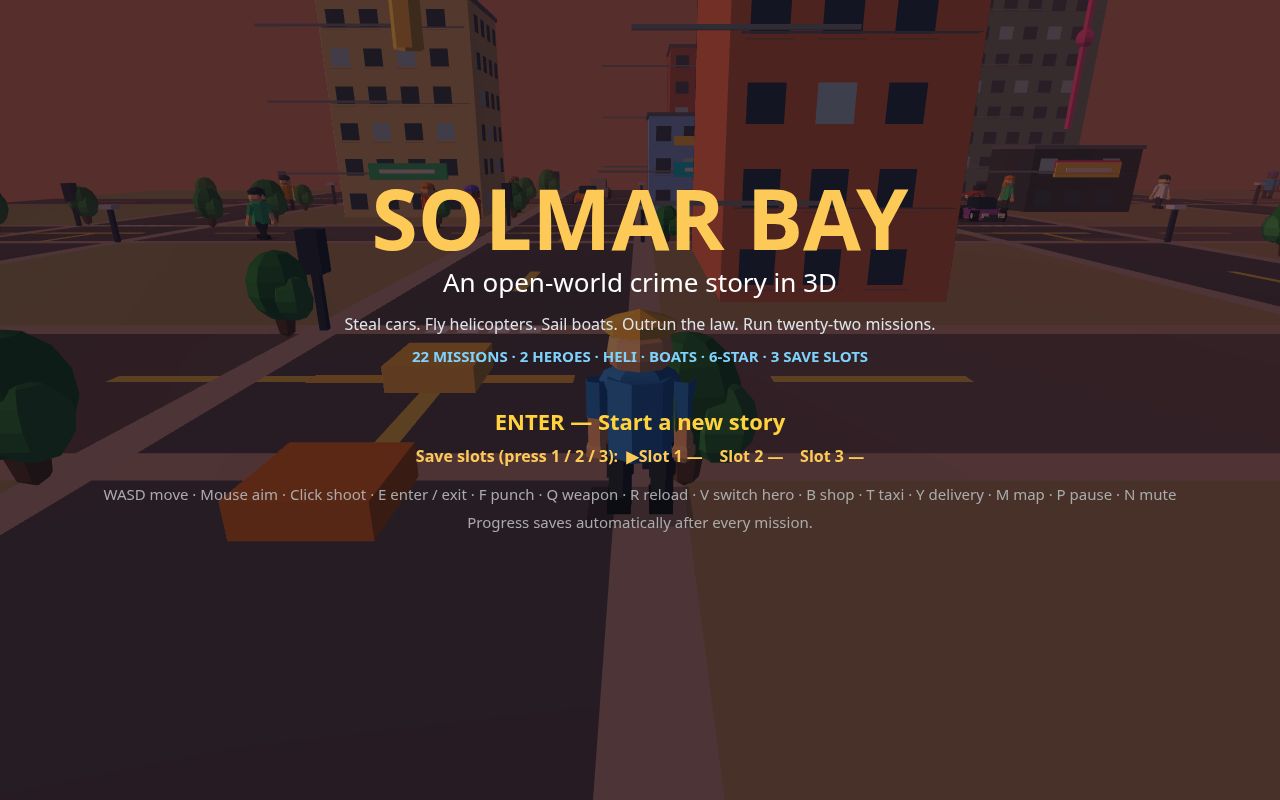 SOLMAR BAY
An open-world crime story in 3D
Steal cars. Fly helicopters. Sail boats. Outrun the law. Run twenty-two missions.
22 MISSIONS · 2 HEROES · HELI · BOATS · 6-STAR · 3 SAVE SLOTS
ENTER — Start a new story
Save slots (press 1 / 2 / 3): ▶Slot 1 — Slot 2 — Slot 3 —
WASD move · Mouse aim · Click shoot · E enter / exit · F punch · Q weapon · R reload · V switch hero · B shop · T taxi · Y delivery · M map · P pause · N mute
Progress saves automatically after every mission.